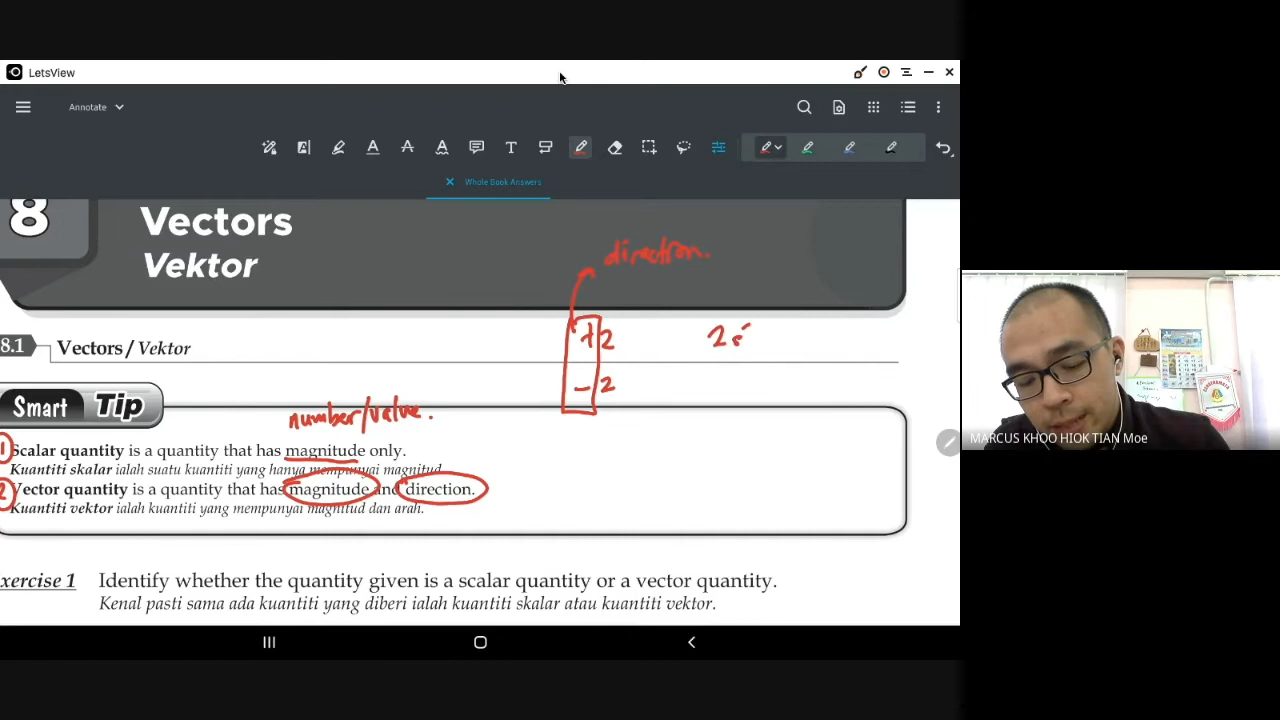 LetsView
Annotate
Whole Book Answers
8
Vectors
Vektor
direction.
8.1 Vectors / Vektor
+2
2
-2
Smart Tip
number/value.
1 Scalar quantity is a quantity that has magnitude only.
Kuantiti skalar ialah suatu kuantiti yang hanya mempunyai magnitud
2 Vector quantity is a quantity that has magnitude and direction.
Kuantiti vektor ialah kuantiti yang mempunyai magnitud dan arah.
xercise 1 Identify whether the quantity given is a scalar quantity or a vector quantity.
Kenal pasti sama ada kuantiti yang diberi ialah kuantiti skalar atau kuantiti vektor.
MARCUS KHOO HIOK TIAN Moe